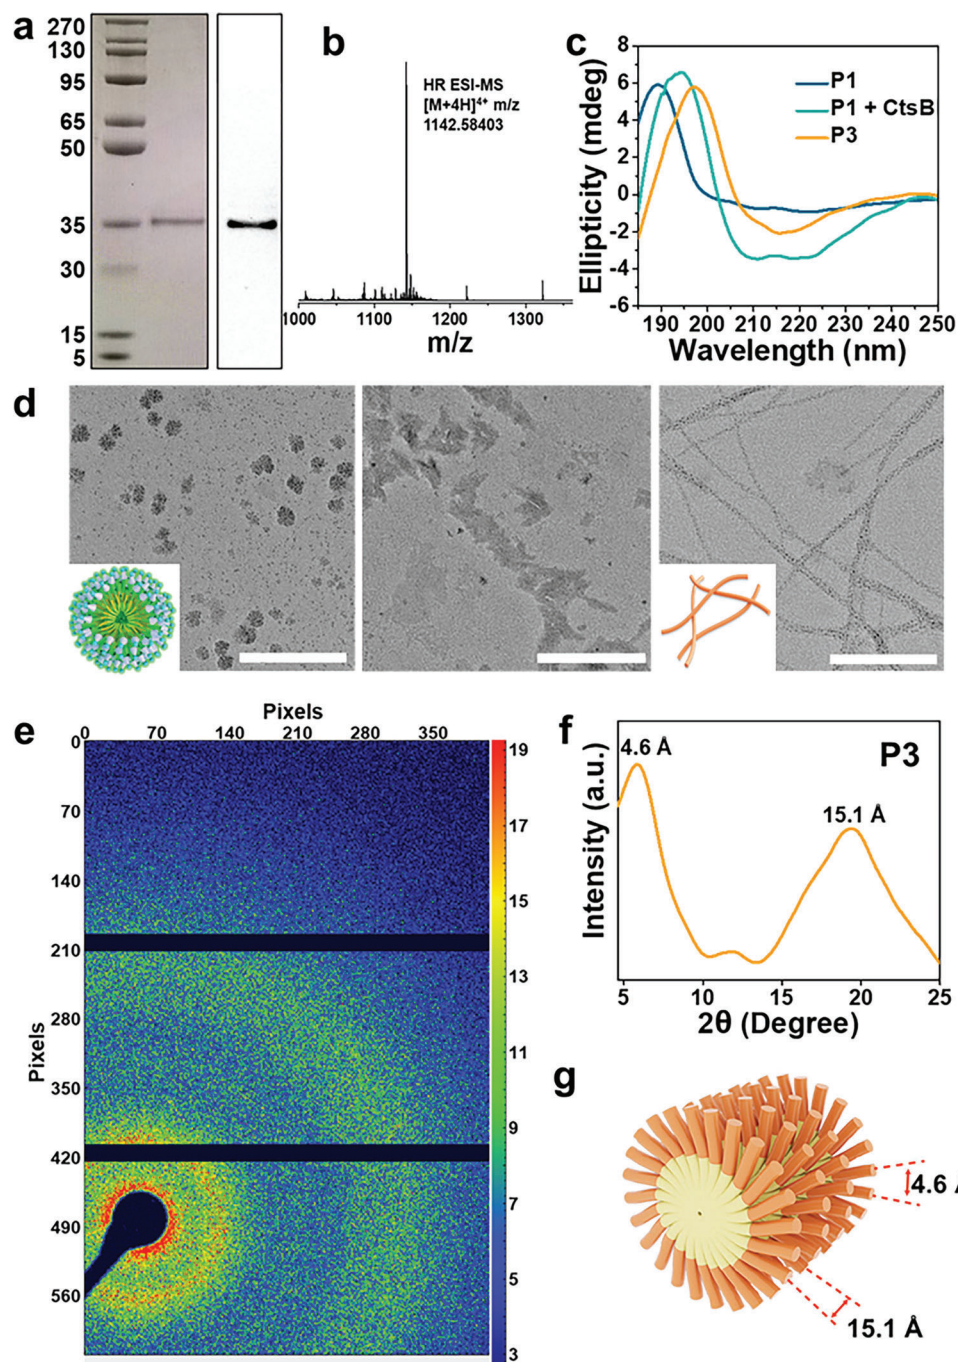 a
270
130
95
65
50
35
30
15
5
b
HR ESI-MS
[M+4H]⁴⁺ m/z
1142.58403
1000 1100 1200 1300
m/z
c
Ellipticity (mdeg)
6
4
2
0
-2
-4
-6
P1
P1 + CtsB
P3
190 200 210 220 230 240 250
Wavelength (nm)
d
e
Pixels
0 70 140 210 280 350
Pixels
0
70
140
210
280
350
420
490
560
19
17
15
13
11
9
7
5
3
f
Intensity (a.u.)
4.6 Å
15.1 Å
P3
5 10 15 20 25
2θ (Degree)
g
4.6
15.1 Å